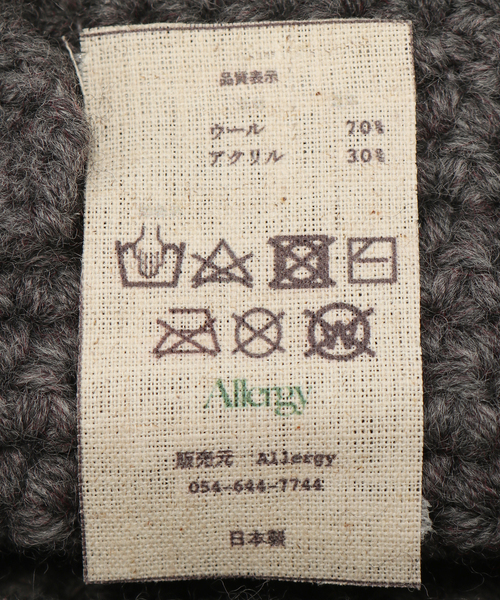 品質表示
ウール 70%
アクリル 30%
W
Allergy
販売元 Allergy
054-644-7744
日本製